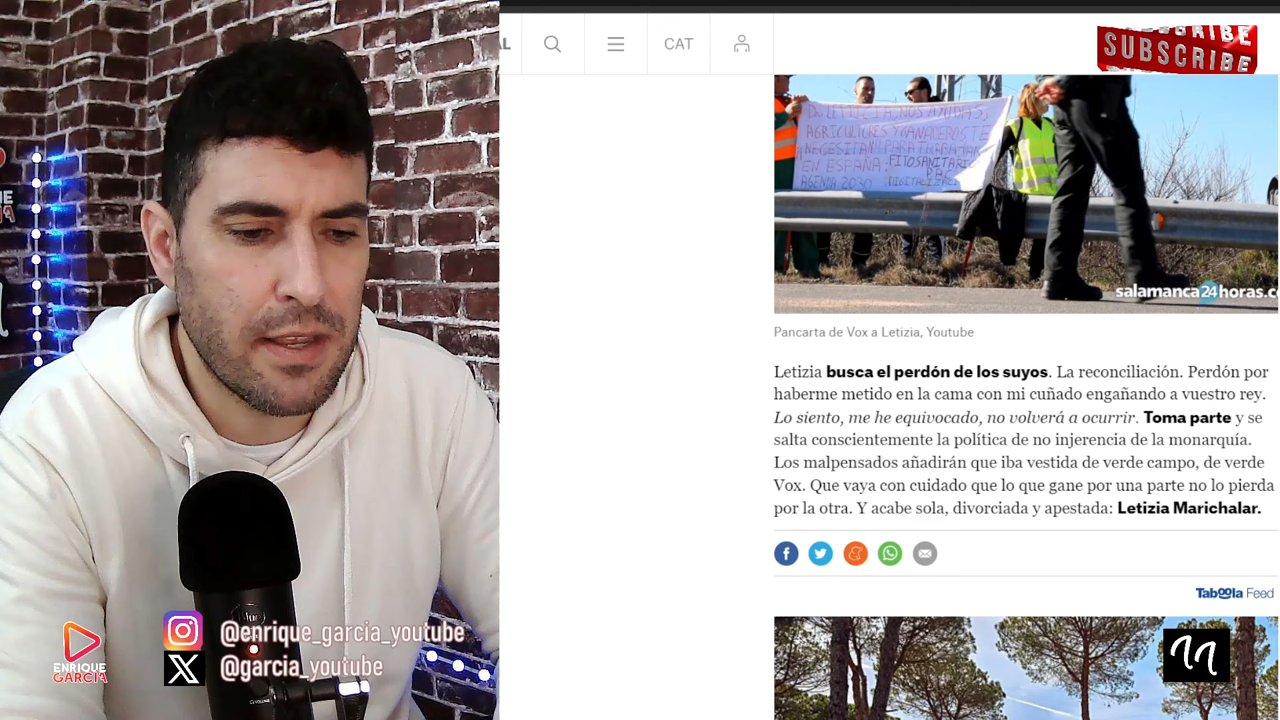 AL
CAT
SUBSCRIBE
SUBSCRIBE
AGRICULTORES Y GANADEROS TE
NECESITAN PARA TRABAJAR
EN ESPAÑA. FITOSANITARIO
PAC
AGENDA 2030 DIGITALIZ
salamanca24horas.co
Pancarta de Vox a Letizia, Youtube
Letizia busca el perdón de los suyos. La reconciliación. Perdón por
haberme metido en la cama con mi cuñado engañando a vuestro rey.
Lo siento, me he equivocado, no volverá a ocurrir. Toma parte y se
salta conscientemente la política de no injerencia de la monarquía.
Los malpensados añadirán que iba vestida de verde campo, de verde
Vox. Que vaya con cuidado que lo que gane por una parte no lo pierda
por la otra. Y acabe sola, divorciada y apestada: Letizia Marichalar.
Taboola Feed
@enrique_garcia_youtube
@garcia_youtube
ENRIQUE
GARCIA